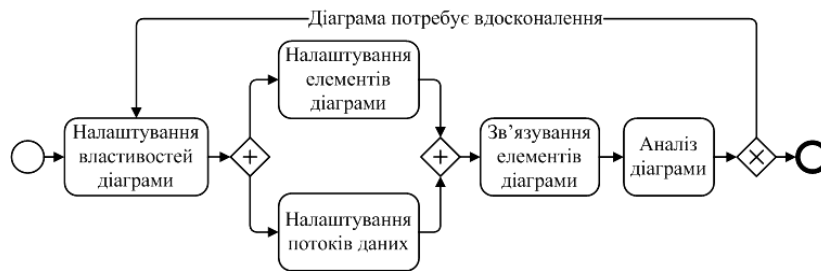 Діаграма потребує вдосконалення
Налаштування
елементів
діаграми
Налаштування
властивостей
діаграми
Зв’язування
елементів
діаграми
Аналіз
діаграми
Налаштування
потоків даних